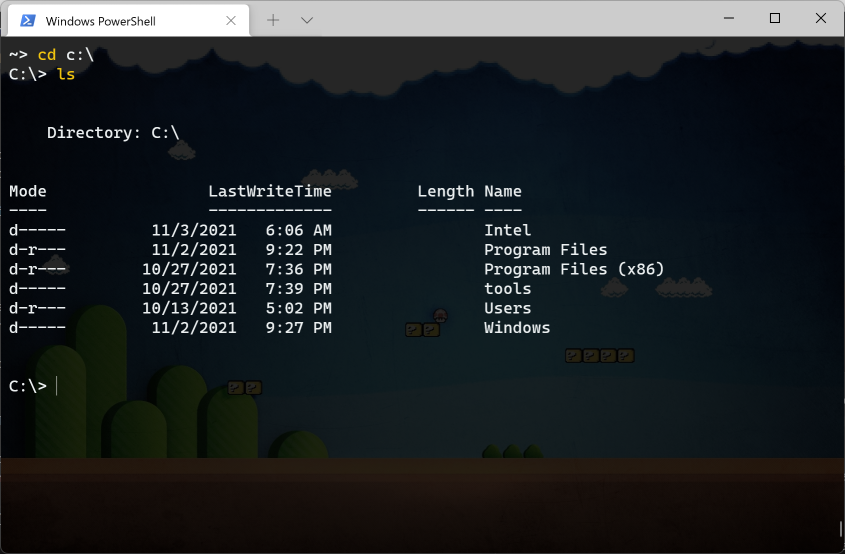 Windows PowerShell
~> cd c:\
C:\> ls
Directory: C:\
Mode                 LastWriteTime         Length Name
----                 -------------         ------ ----
d-----         11/3/2021   6:06 AM                Intel
d-r---         11/2/2021   9:22 PM                Program Files
d-r---        10/27/2021   7:36 PM                Program Files (x86)
d-----        10/27/2021   7:39 PM                tools
d-r---        10/13/2021   5:02 PM                Users
d-----         11/2/2021   9:27 PM                Windows
C:\>